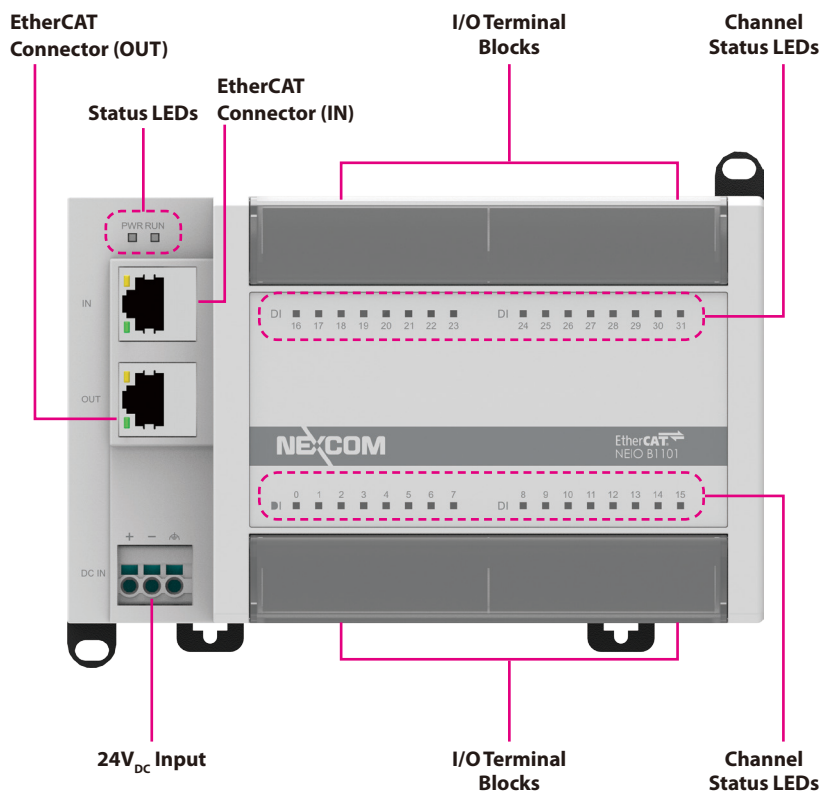 EtherCAT
Connector (OUT)
I/O Terminal
Blocks
Channel
Status LEDs
EtherCAT
Connector (IN)
Status LEDs
PWR RUN
IN
DI 16 17 18 19 20 21 22 23 DI 24 25 26 27 28 29 30 31
OUT
NEXCOM
EtherCAT
NEIO B1101
DI 0 1 2 3 4 5 6 7 DI 8 9 10 11 12 13 14 15
+ −
DC IN
24VDC Input
I/O Terminal
Blocks
Channel
Status LEDs